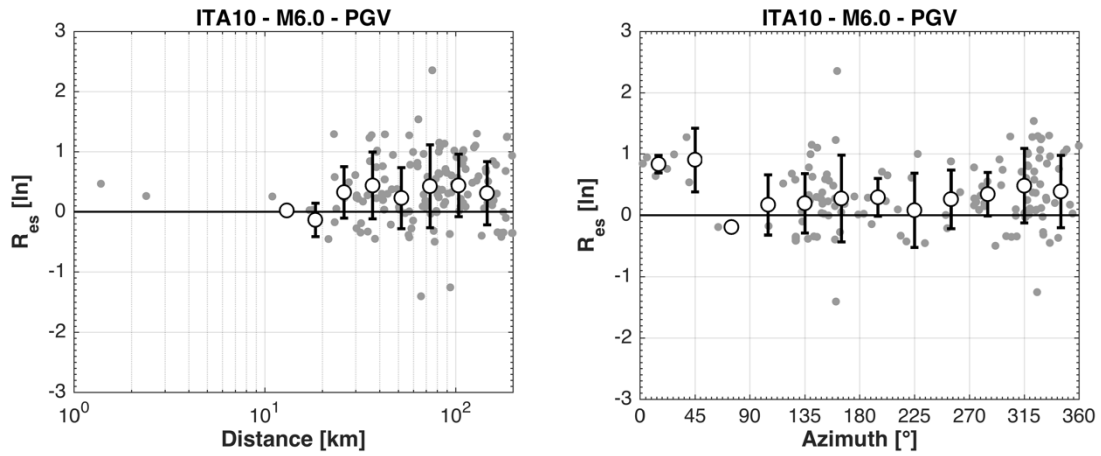 ITA10 - M6.0 - PGV
3
2
1
0
-1
-2
-3
R_es [ln]
10^0 10^1 10^2
Distance [km]
ITA10 - M6.0 - PGV
3
2
1
0
-1
-2
-3
R_es [ln]
0 45 90 135 180 225 270 315 360
Azimuth [°]